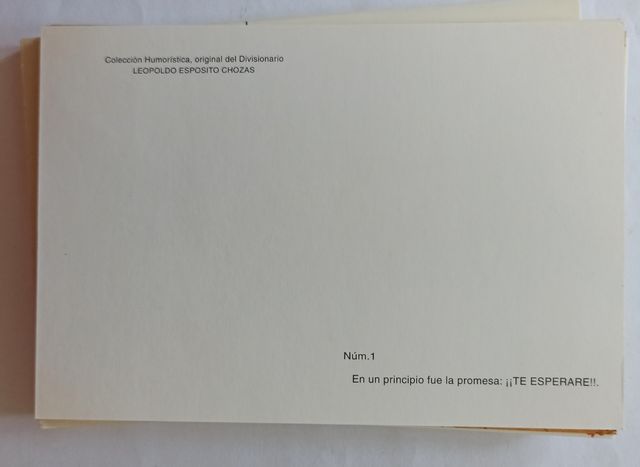 Colección Humorística, original del Divisionario
LEOPOLDO ESPOSITO CHOZAS
Núm.1
En un principio fue la promesa: ¡¡TE ESPERARE!!.